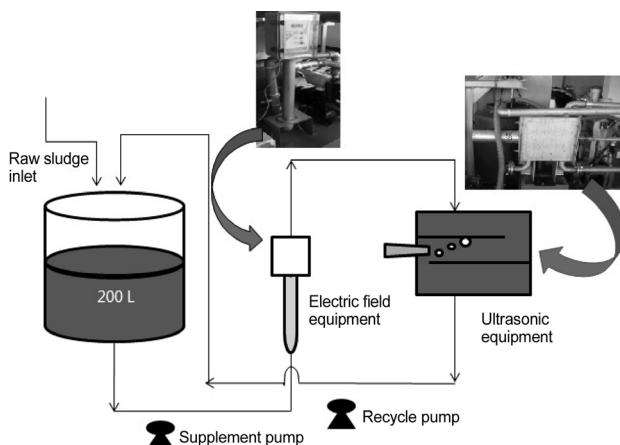 Raw sludge
inlet
200 L
Electric field
equipment
Ultrasonic
equipment
Recycle pump
Supplement pump